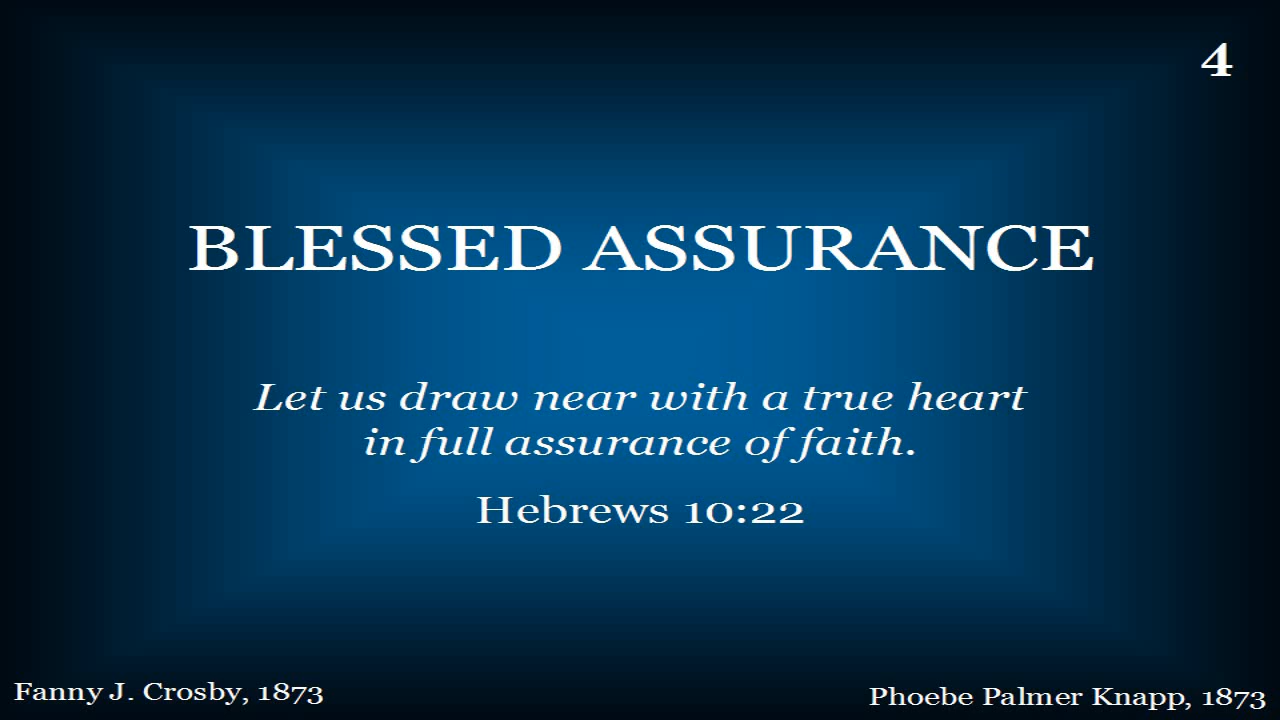 4
BLESSED ASSURANCE
Let us draw near with a true heart
in full assurance of faith.
Hebrews 10:22
Fanny J. Crosby, 1873
Phoebe Palmer Knapp, 1873